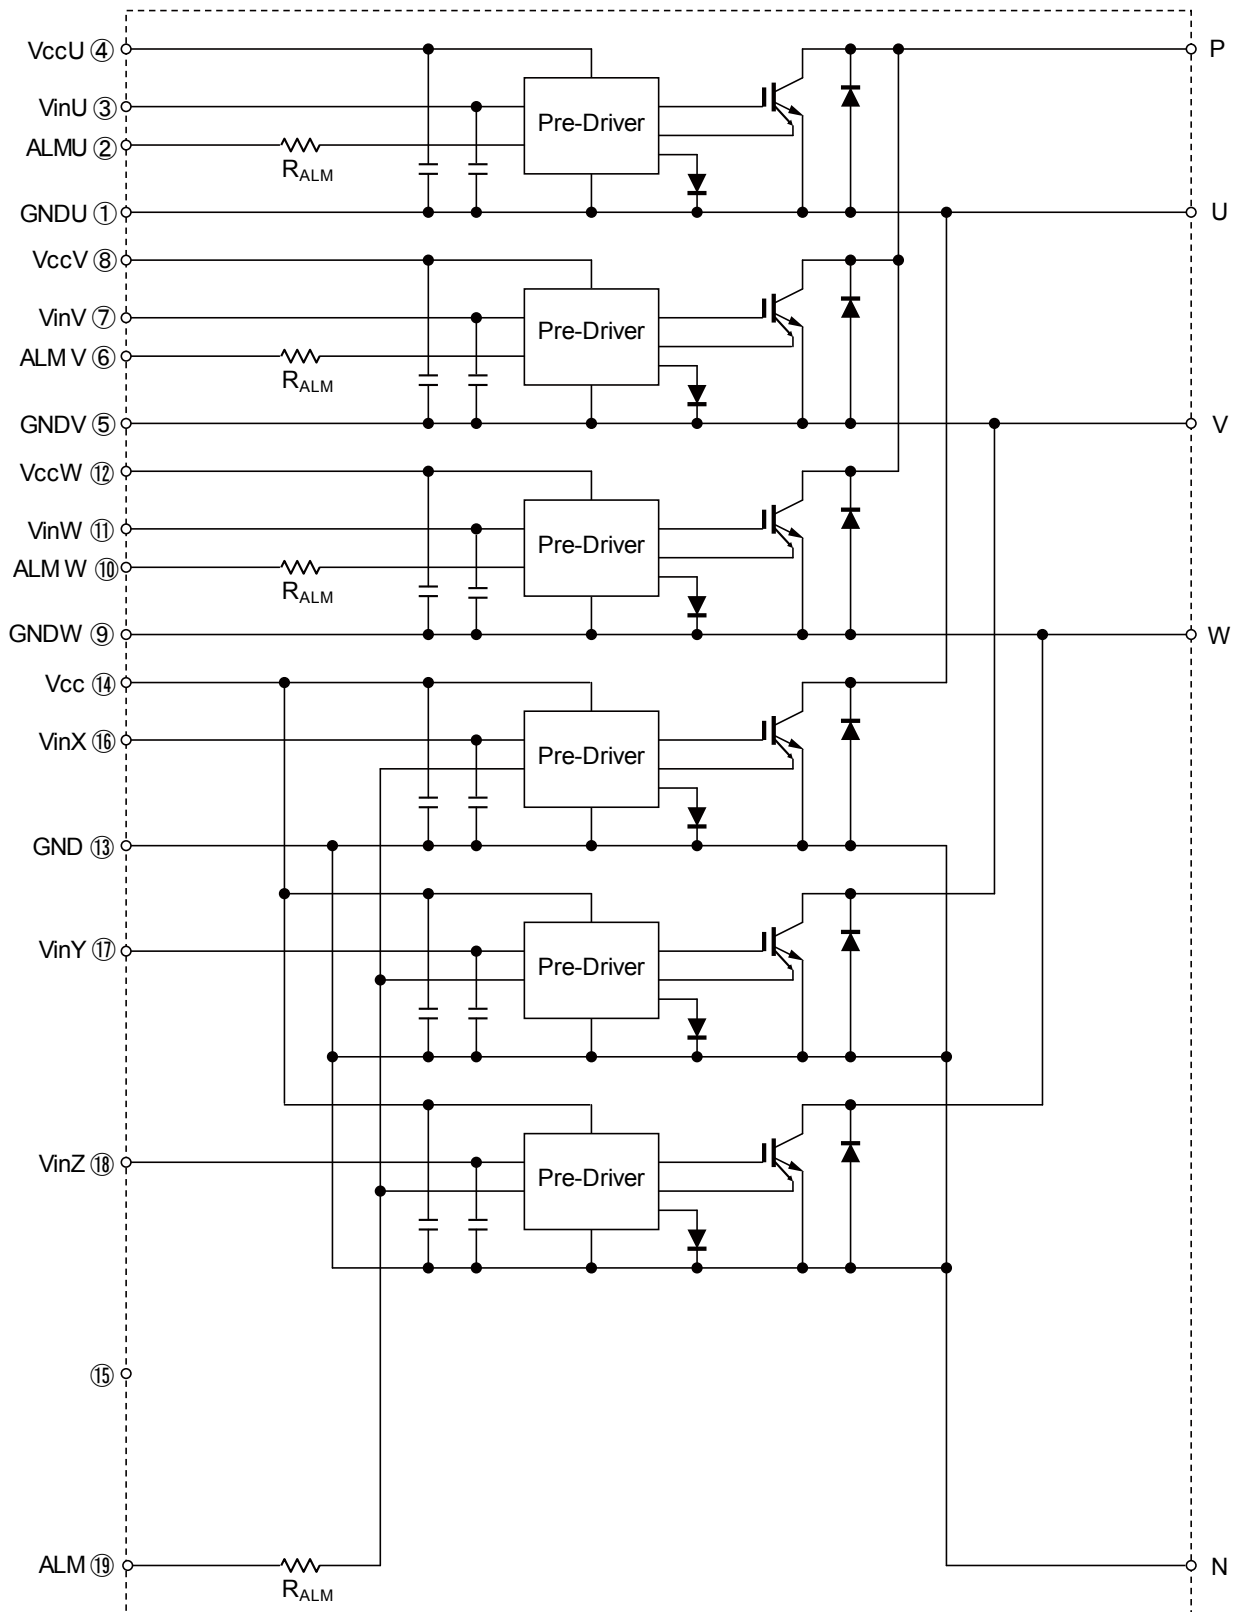 VccU ④
P
VinU ③
Pre-Driver
ALMU ②
RALM
GNDU ①
U
VccV ⑧
VinV ⑦
Pre-Driver
ALM V ⑥
RALM
GNDV ⑤
V
VccW ⑫
VinW ⑪
Pre-Driver
ALM W ⑩
RALM
GNDW ⑨
W
Vcc ⑭
VinX ⑯
Pre-Driver
GND ⑬
VinY ⑰
Pre-Driver
VinZ ⑱
Pre-Driver
⑮
ALM ⑲
RALM
N